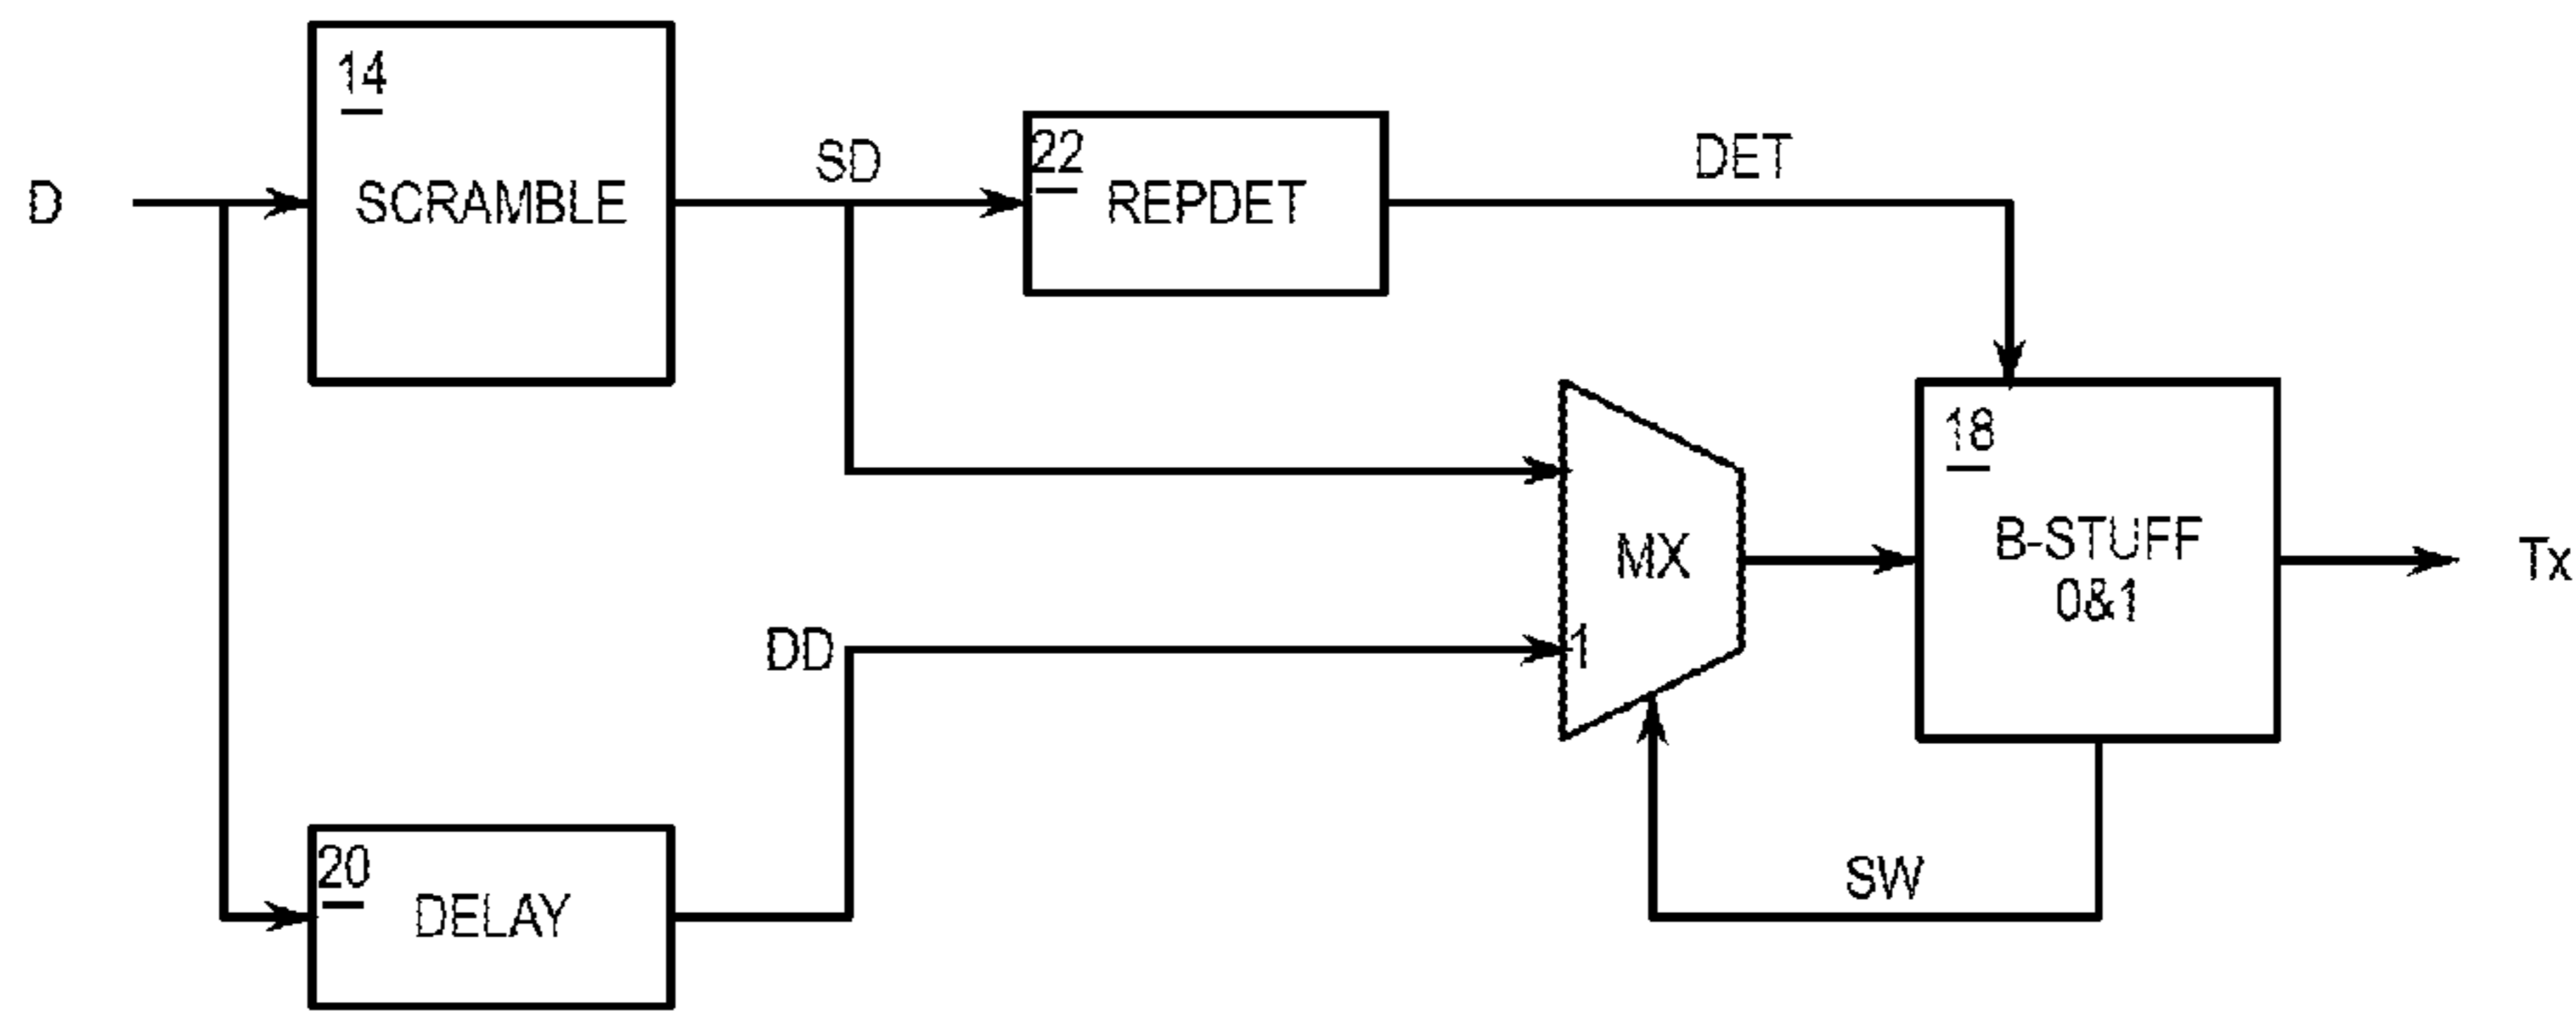 14
22
SD
DET
D
SCRAMBLE
REPDET
18
B-STUFF
0&1
MX
Tx
DD
1
20
DELAY
SW